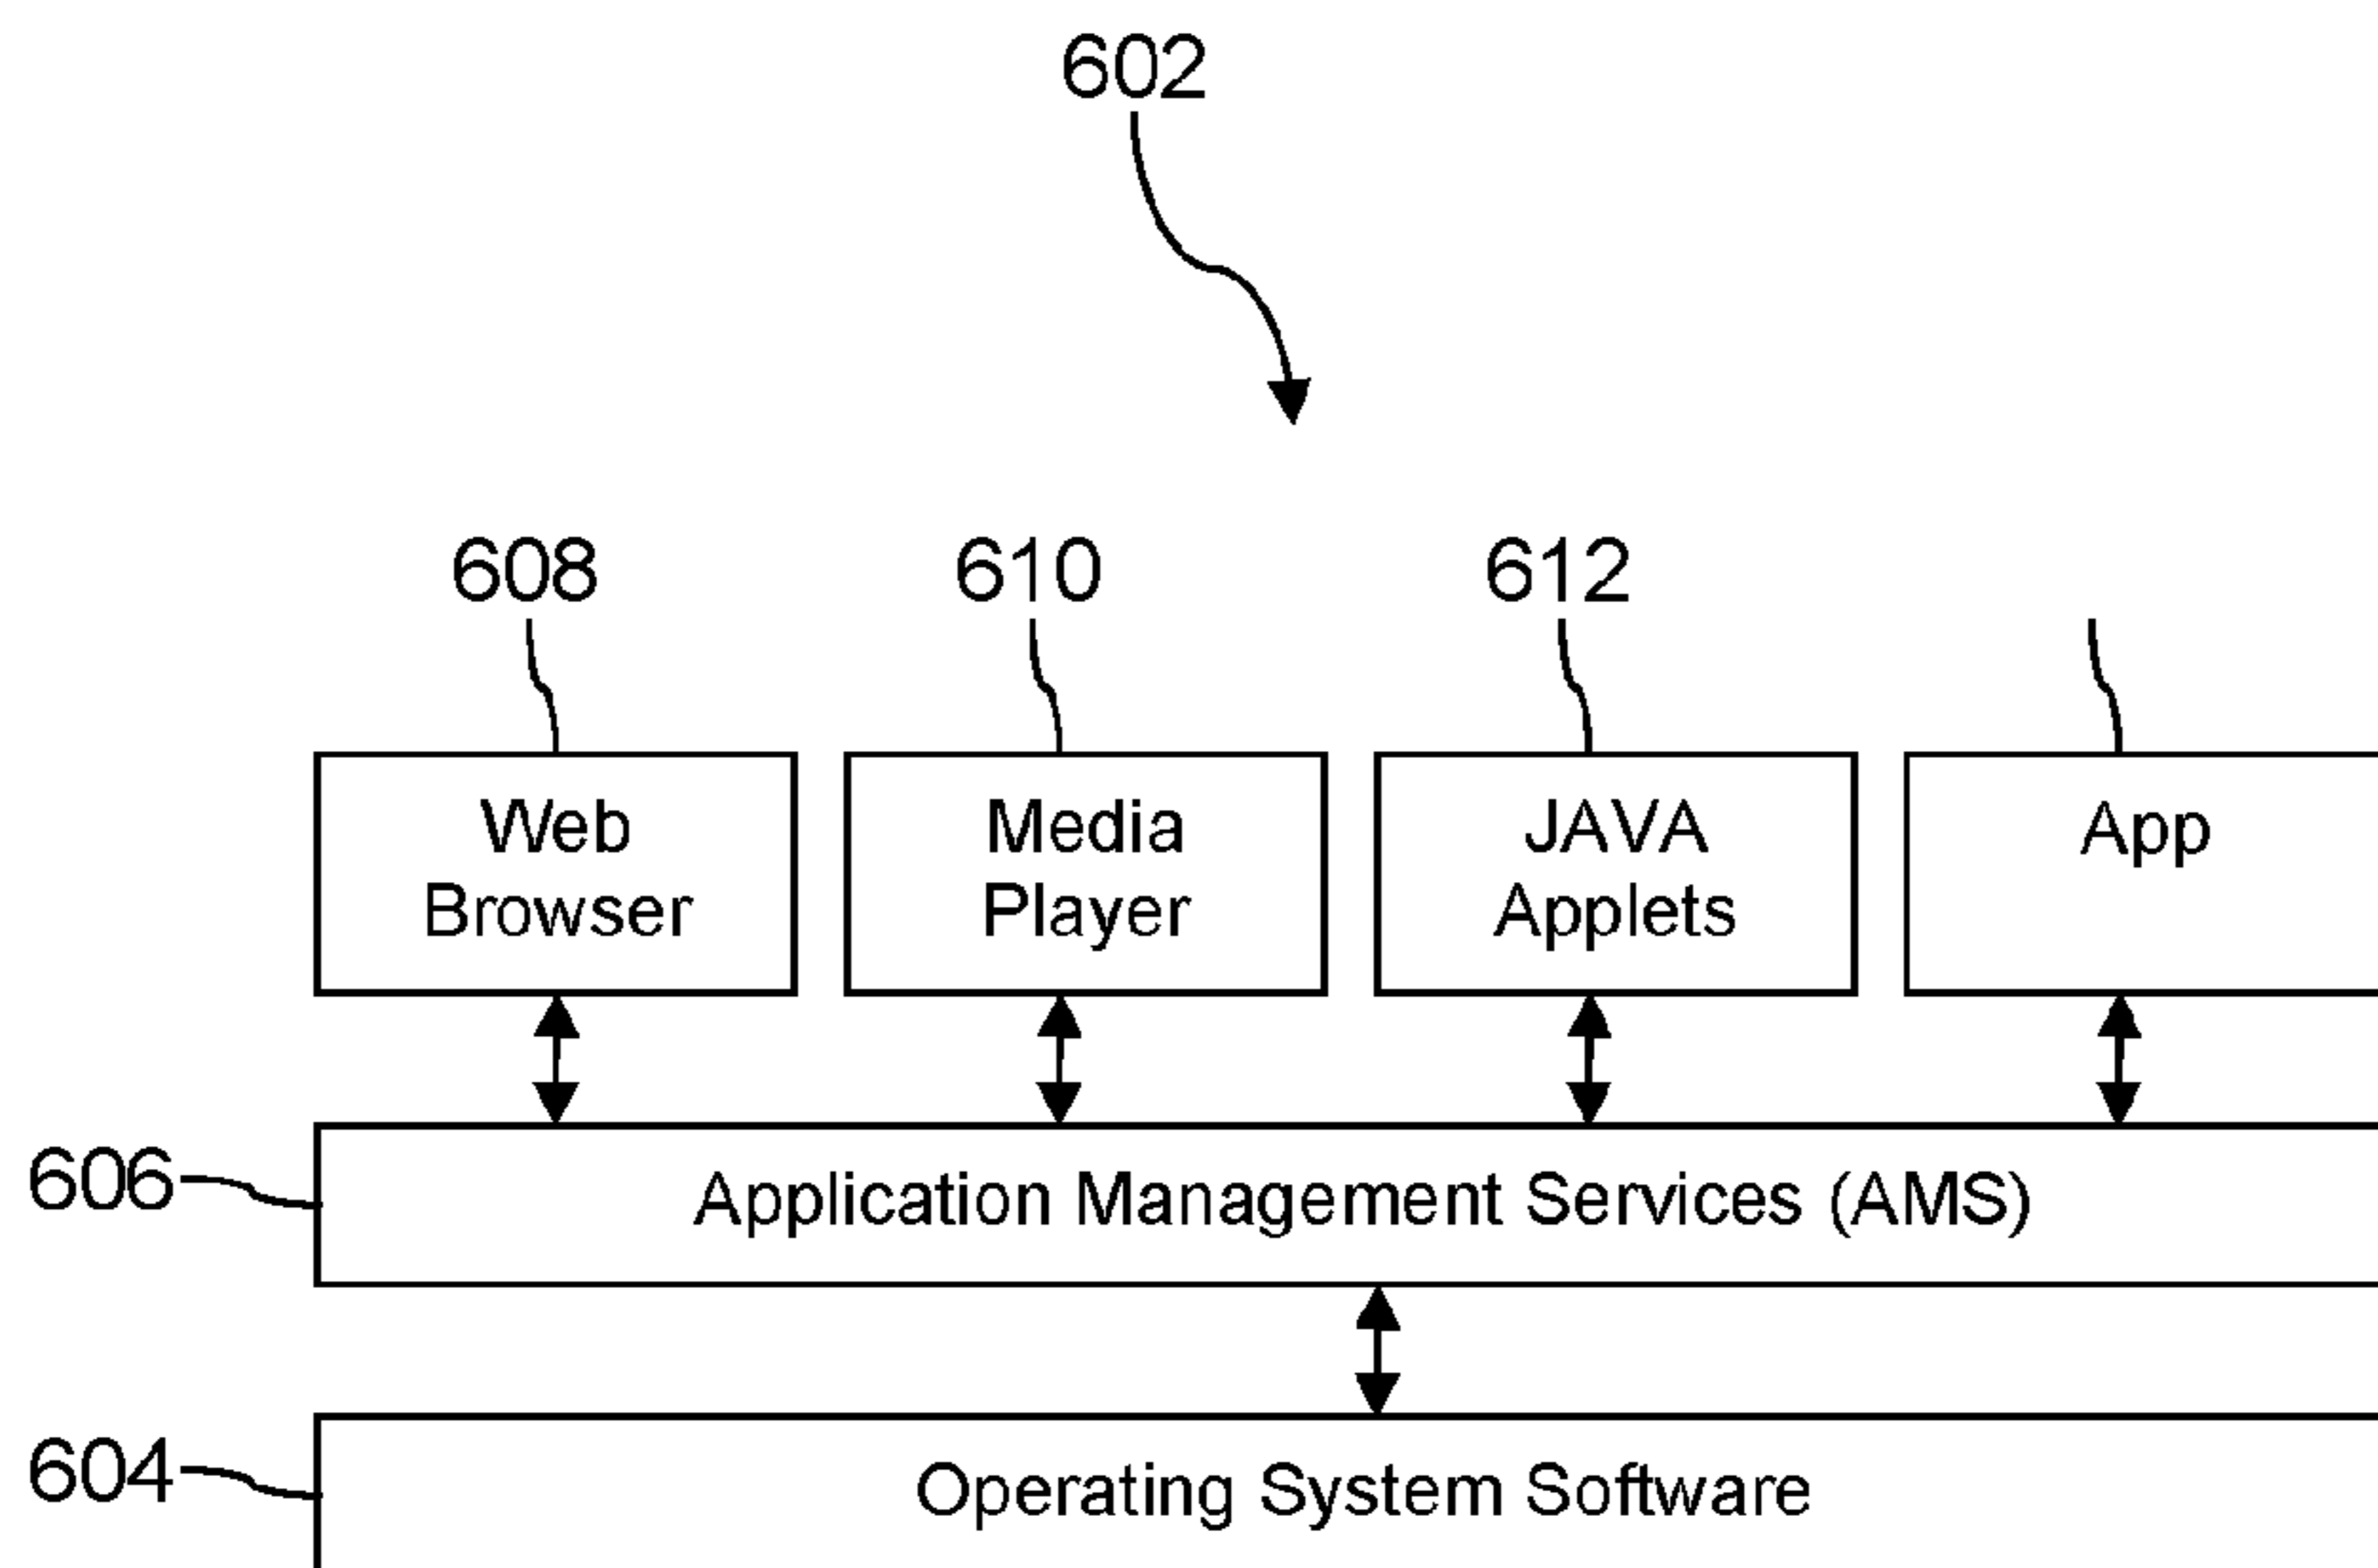 602
608
610
612
Web
Browser
Media
Player
JAVA
Applets
App
606
Application Management Services (AMS)
604
Operating System Software